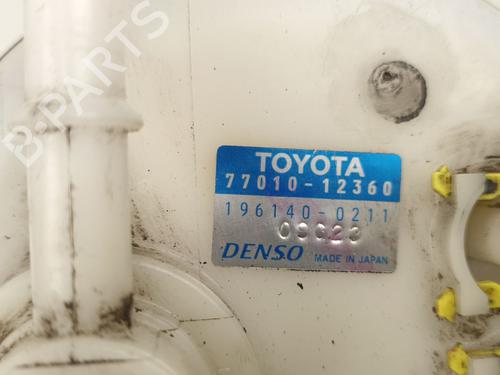 B-PARTS
TOYOTA
77010-12360
196140-0211
DENSO MADE IN JAPAN